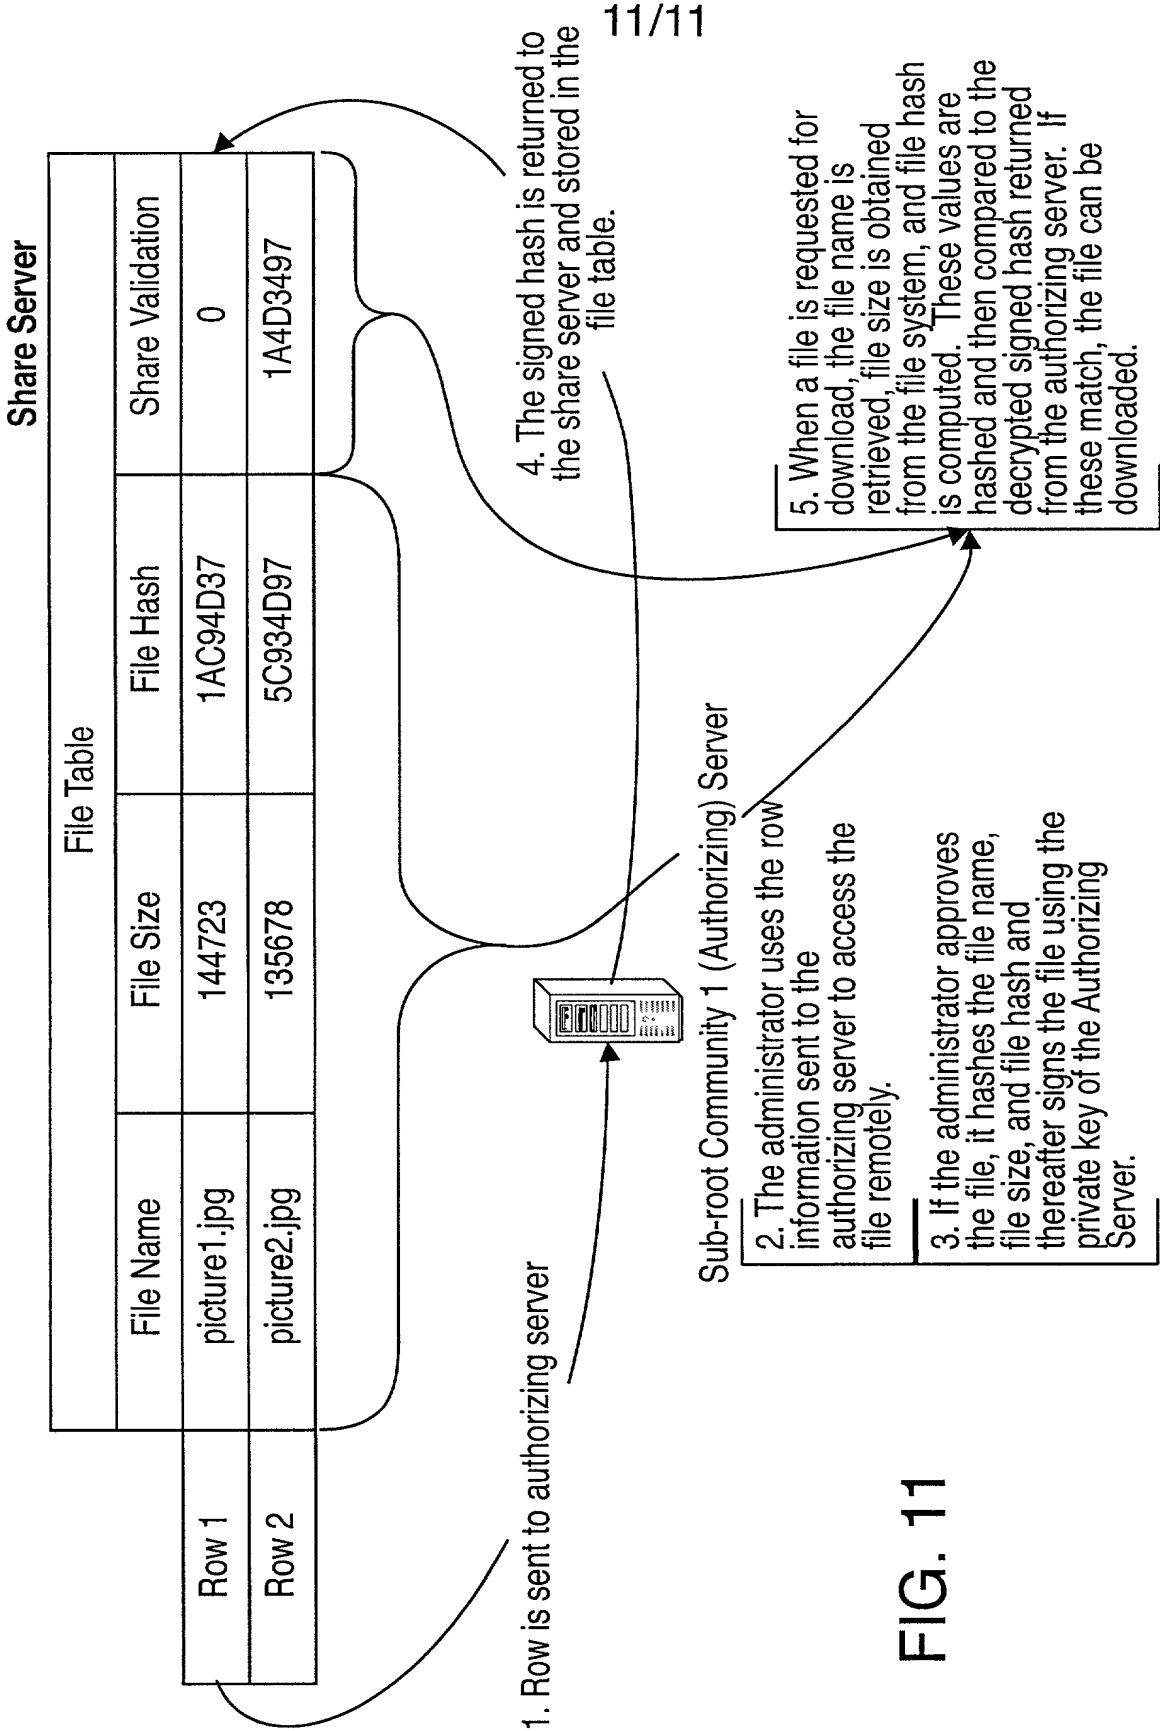 11/11
Share Server
File Table
File Name File Size File Hash Share Validation
Row 1 picture1.jpg 144723 1AC94D37 0
Row 2 picture2.jpg 135678 5C934D97 1A4D3497
1. Row is sent to authorizing server
4. The signed hash is returned to
the share server and stored in the
file table.
Sub-root Community 1 (Authorizing) Server
2. The administrator uses the row
information sent to the
authorizing server to access the
file remotely.
3. If the administrator approves
the file, it hashes the file name,
file size, and file hash and
thereafter signs the file using the
private key of the Authorizing
Server.
5. When a file is requested for
download, the file name is
retrieved, file size is obtained
from the file system, and file hash
is computed. These values are
hashed and then compared to the
decrypted signed hash returned
from the authorizing server. If
these match, the file can be
downloaded.
FIG. 11